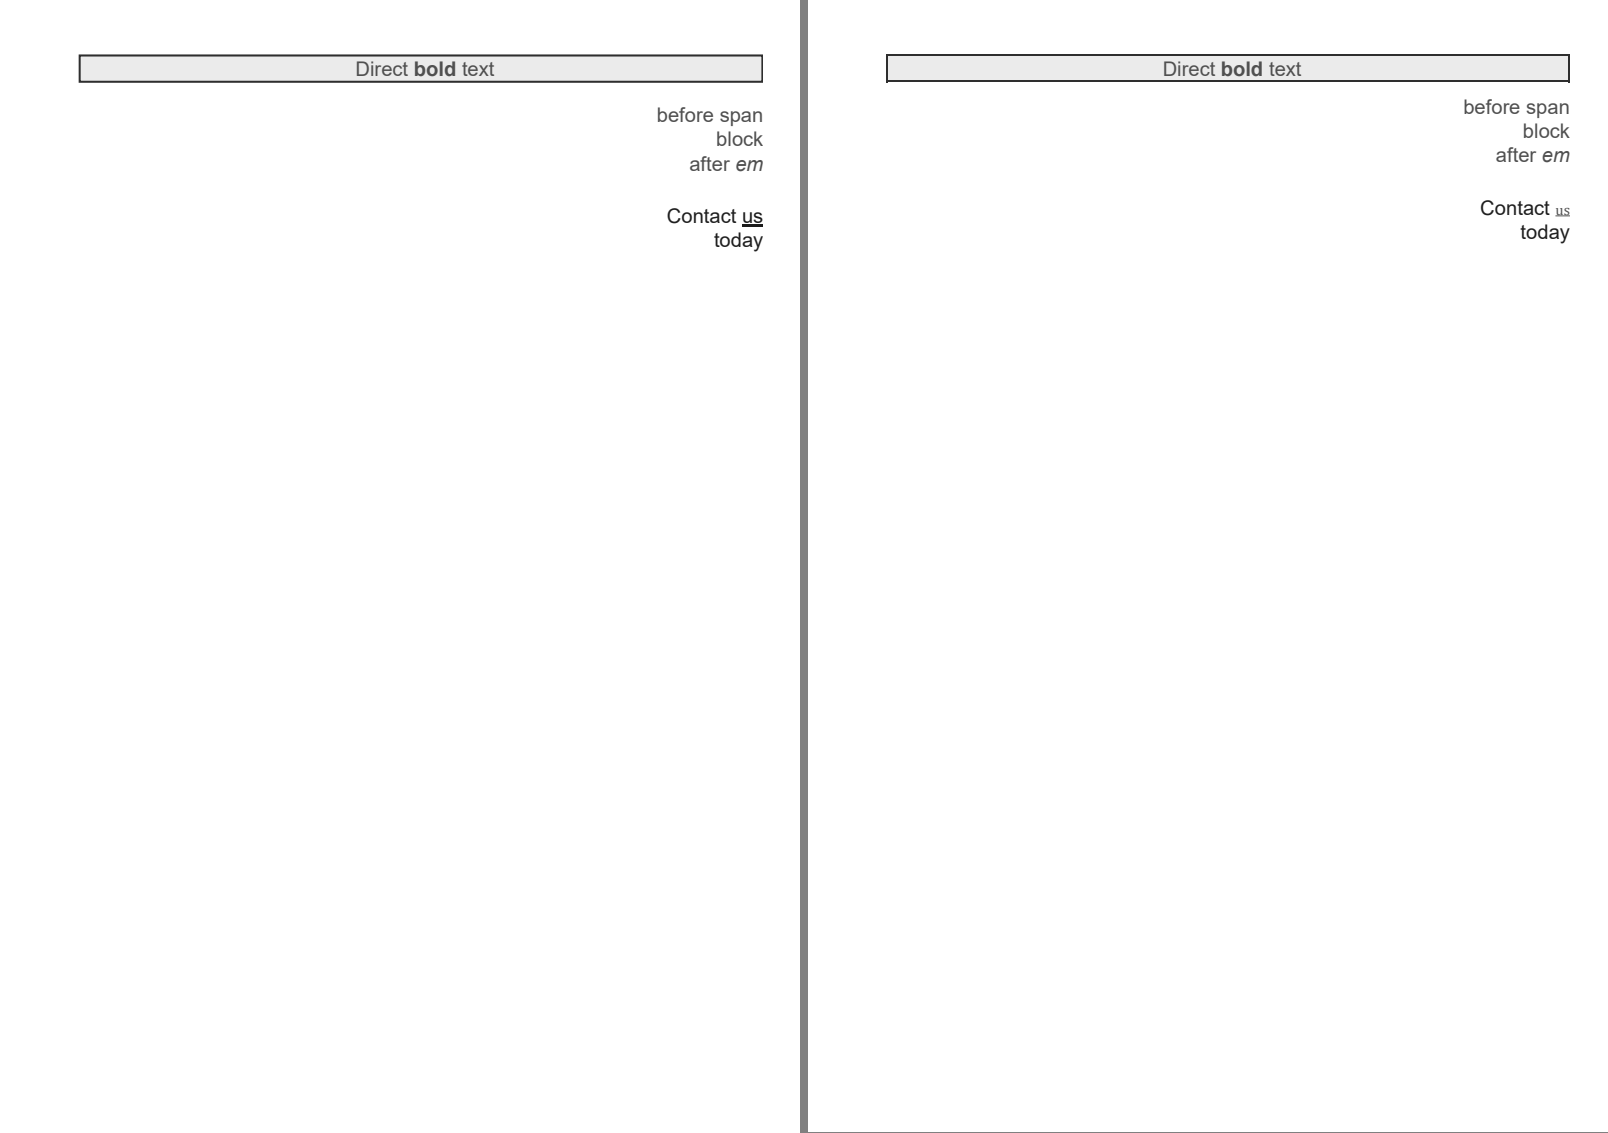 Direct bold text
before span
block
after em
Contact us
today
Direct bold text
before span
block
after em
Contact us
today